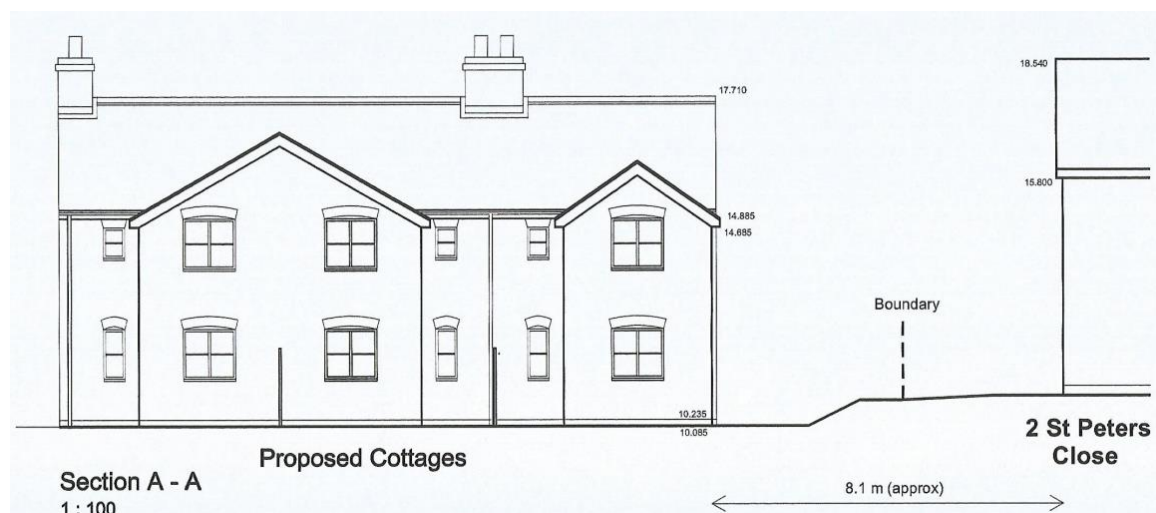 18.540
17.710
15.800
14.885
14.685
Boundary
10.235
10.085
2 St Peters
Close
Proposed Cottages
Section A - A
1 : 100
8.1 m (approx)